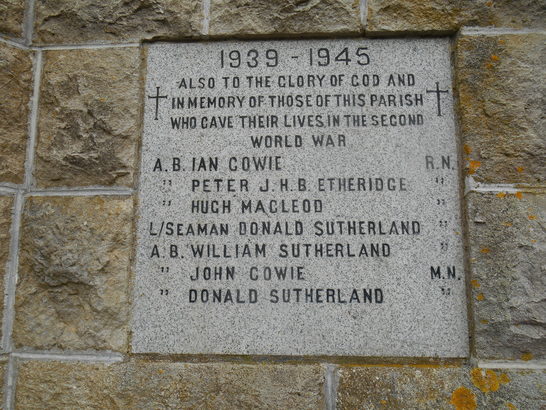 1939 - 1945
ALSO TO THE GLORY OF GOD AND
IN MEMORY OF THOSE OF THIS PARISH
WHO GAVE THEIR LIVES, IN THE SECOND
WORLD WAR
A.B. IAN GOWIE R.N.
" PETER J.H.B. ETHERIDGE "
" HUGH MACLEOD "
L/SEAMAN DONALD SUTHERLAND "
A.B. WILLIAM SUTHERLAND "
" JOHN GOWIE M.N.
" DONALD SUTHERLAND "